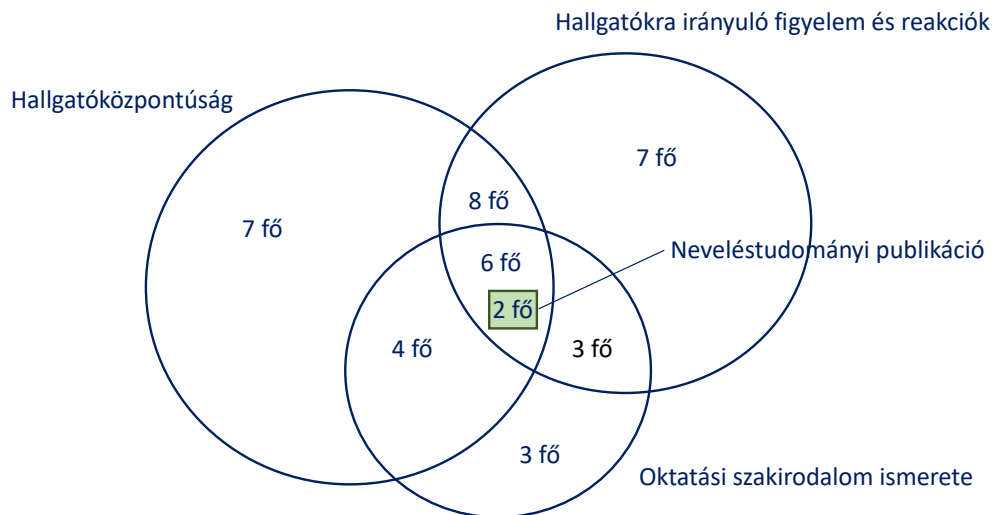 Hallgatókra irányuló figyelem és reakciók
Hallgatóközpontúság
7 fő
8 fő
7 fő
Neveléstudományi publikáció
6 fő
2 fő
4 fő
3 fő
3 fő
Oktatási szakirodalom ismerete